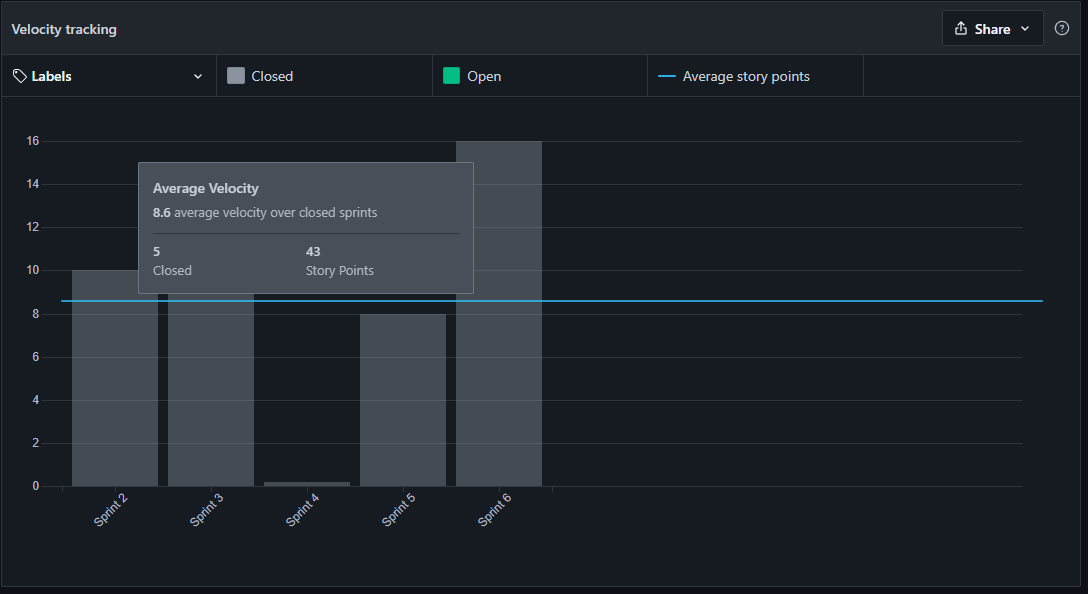 Velocity tracking
Share
Labels
Closed
Open
Average story points
16
14
12
10
8
6
4
2
0
Average Velocity
8.6 average velocity over closed sprints
5 43
Closed Story Points
Sprint 2
Sprint 3
Sprint 4
Sprint 5
Sprint 6